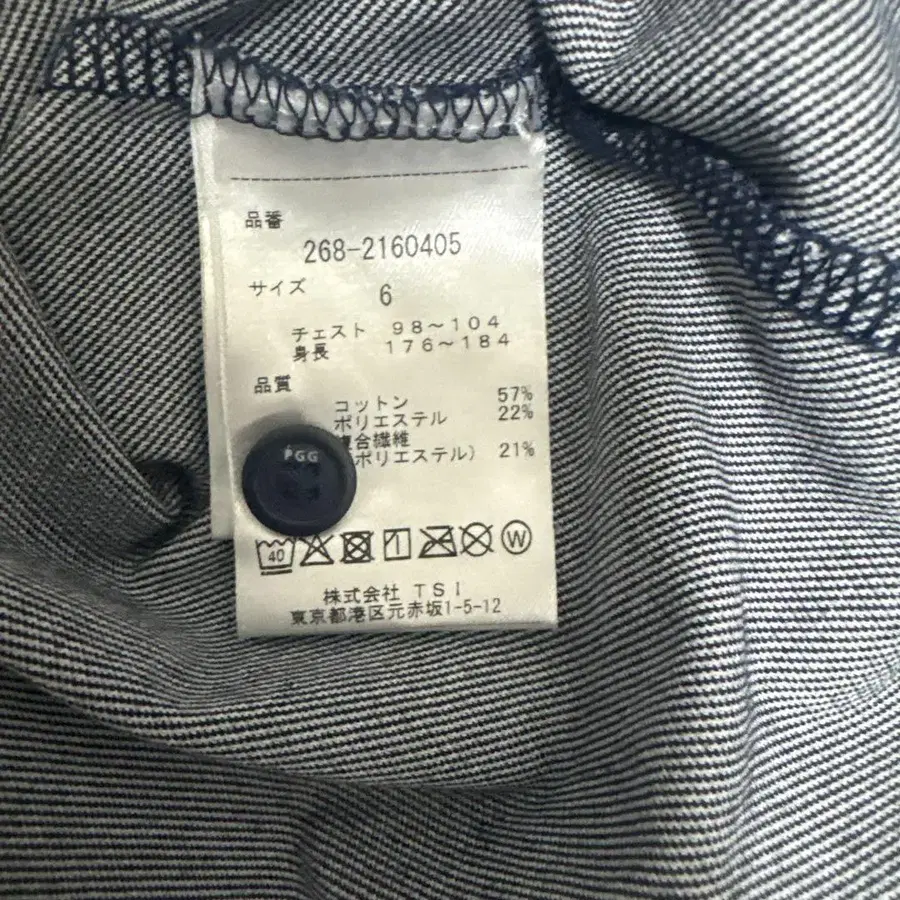 品番
268-2160405
サイズ
6
チェスト 98～104
身長 176～184
品質
コットン 57%
ポリエステル 22%
複合繊維
ポリエステル) 21%
PGG
40
W
株式会社 TSI
東京都港区元赤坂1-5-12